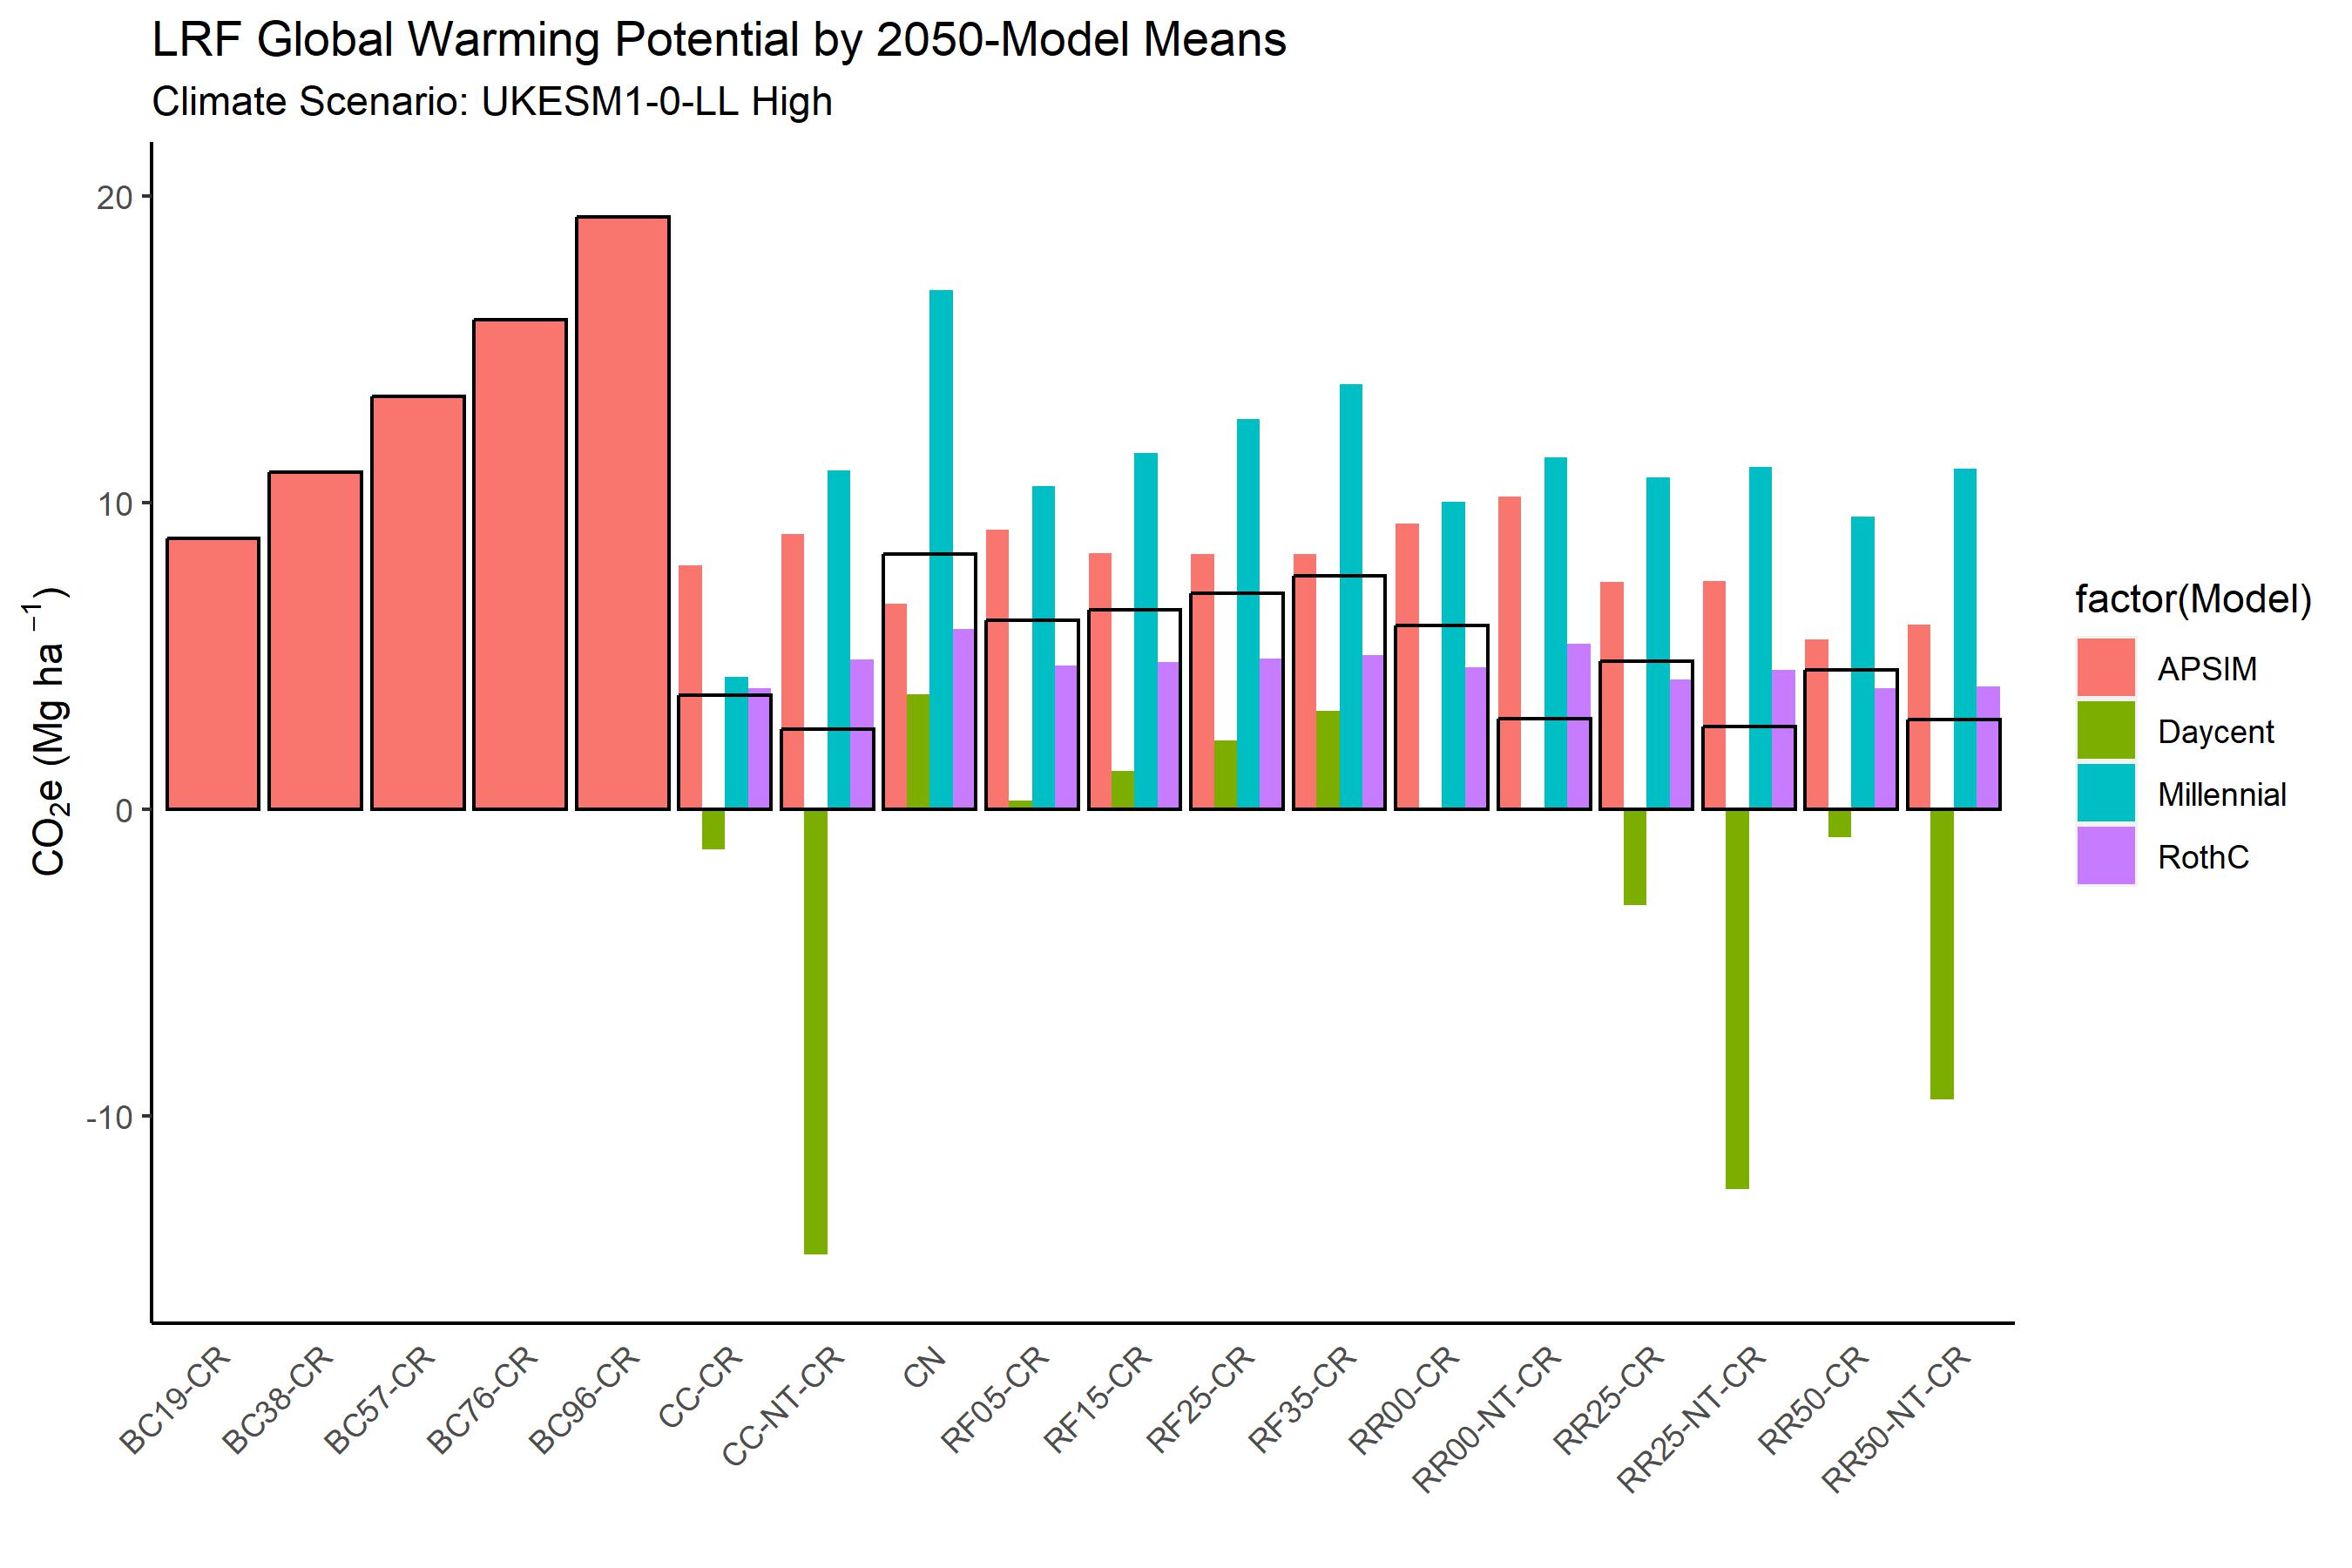 LRF Global Warming Potential by 2050-Model Means
Climate Scenario: UKESM1-0-LL High
CO₂e (Mg ha ⁻¹)
20
10
0
-10
BC19-CR
BC38-CR
BC57-CR
BC76-CR
BC96-CR
CC-CR
CC-NT-CR
CN
RF05-CR
RF15-CR
RF25-CR
RF35-CR
RR00-CR
RR00-NT-CR
RR25-CR
RR25-NT-CR
RR50-CR
RR50-NT-CR
factor(Model)
APSIM
Daycent
Millennial
RothC